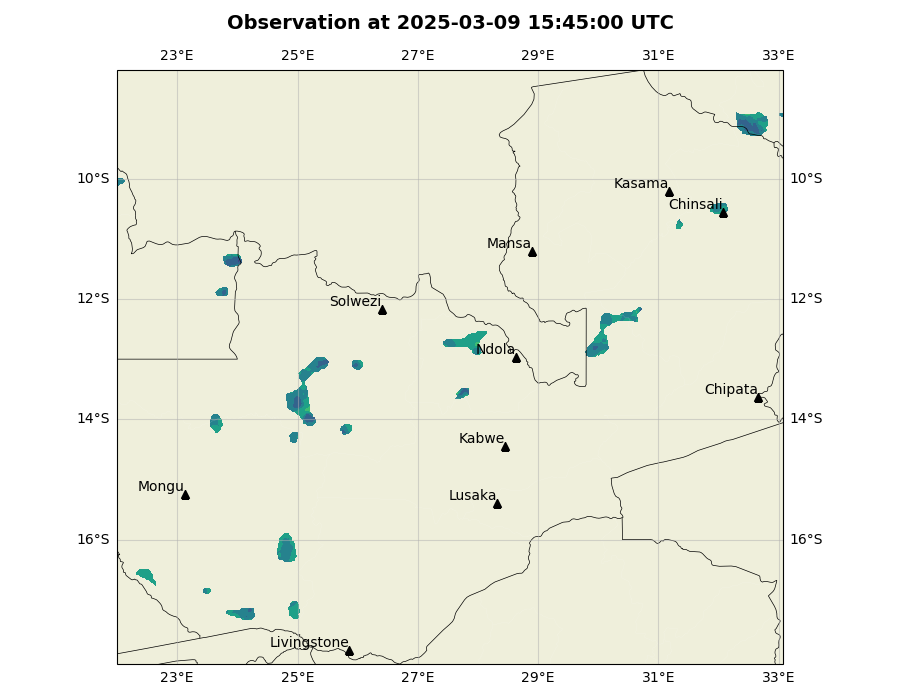 Observation at 2025-03-09 15:45:00 UTC
23°E 25°E 27°E 29°E 31°E 33°E
10°S 10°S
Kasama
Chinsali
Mansa
12°S 12°S
Solwezi
Ndola
Chipata
14°S 14°S
Kabwe
Mongu
Lusaka
16°S 16°S
Livingstone
23°E 25°E 27°E 29°E 31°E 33°E